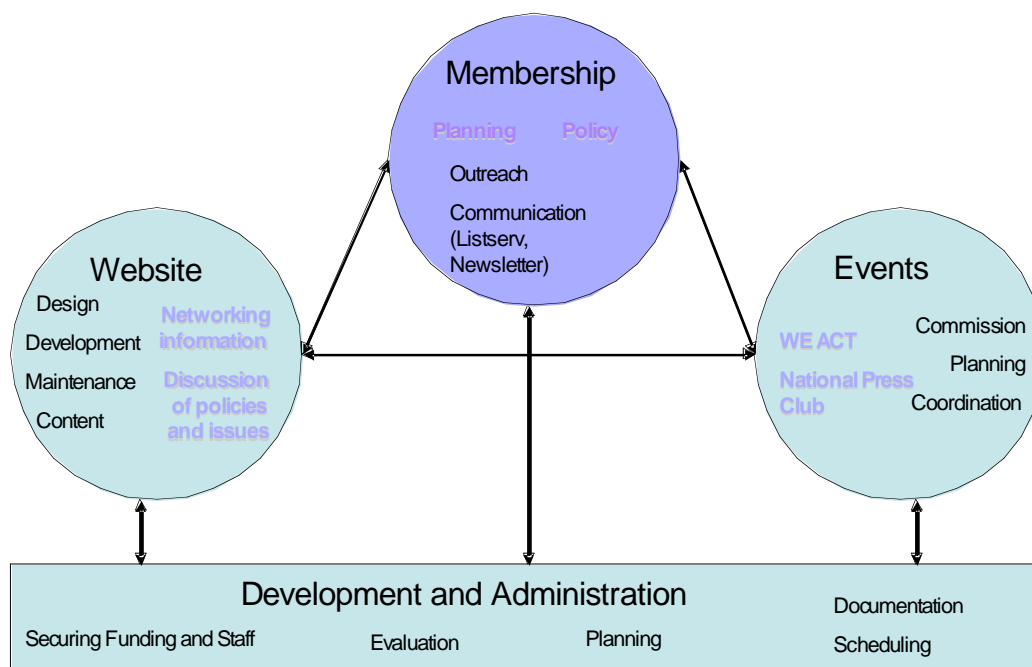 Membership
Planning Policy
Outreach
Communication
(Listserv,
Newsletter)
Website
Design
Development
Maintenance
Content
Networking
information
Discussion
of policies
and issues
Events
WE ACT
National Press
Club
Commission
Planning
Coordination
Development and Administration
Securing Funding and Staff
Evaluation
Planning
Documentation
Scheduling